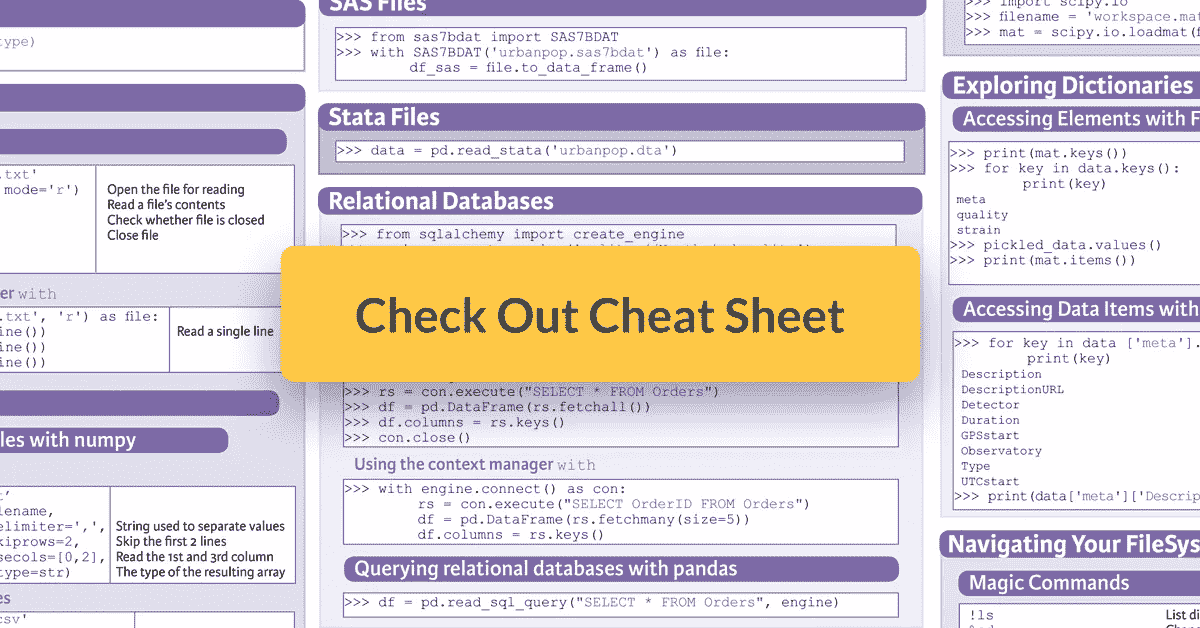 type)
.txt'
mode='r')
Open the file for reading
Read a file's contents
Check whether file is closed
Close file
er with
.txt', 'r') as file:
ine())
ine())
ine())
Read a single line
les with numpy
lename,
elimiter=',',
kiprows=2,
secols=[0,2],
type=str)
String used to separate values
Skip the first 2 lines
Read the 1st and 3rd column
The type of the resulting array
es
csv'
SAS Files
>>> from sas7bdat import SAS7BDAT
>>> with SAS7BDAT('urbanpop.sas7bdat') as file:
df_sas = file.to_data_frame()
Stata Files
>>> data = pd.read_stata('urbanpop.dta')
Relational Databases
>>> from sqlalchemy import create_engine
Check Out Cheat Sheet
>>> rs = con.execute("SELECT * FROM Orders")
>>> df = pd.DataFrame(rs.fetchall())
>>> df.columns = rs.keys()
>>> con.close()
Using the context manager with
>>> with engine.connect() as con:
rs = con.execute("SELECT OrderID FROM Orders")
df = pd.DataFrame(rs.fetchmany(size=5))
df.columns = rs.keys()
Querying relational databases with pandas
>>> df = pd.read_sql_query("SELECT * FROM Orders", engine)
>>> import scipy.io
>>> filename = 'workspace.mat
>>> mat = scipy.io.loadmat(f
Exploring Dictionaries
Accessing Elements with F
>>> print(mat.keys())
>>> for key in data.keys():
print(key)
meta
quality
strain
>>> pickled_data.values()
>>> print(mat.items())
Accessing Data Items with
>>> for key in data ['meta'].
print(key)
Description
DescriptionURL
Detector
Duration
GPSstart
Observatory
Type
UTCstart
>>> print(data['meta']['Descrip
Navigating Your FileSys
Magic Commands
!ls
List di